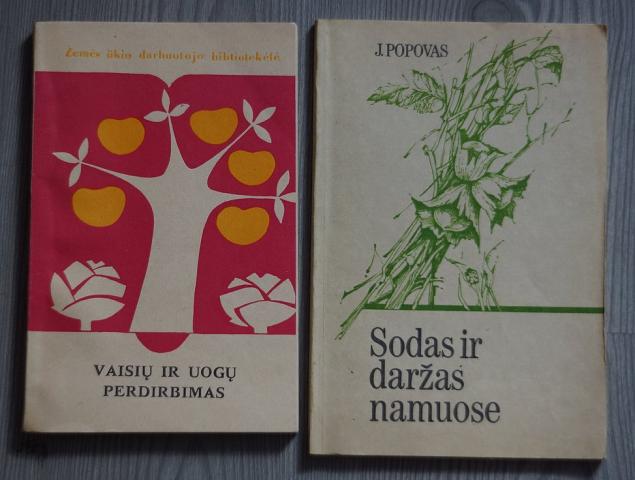 Žemės ūkio darbuotojo bibliotekėlė
VAISIŲ IR UOGŲ
PERDIRBIMAS
J. POPOVAS
Sodas ir
daržas
namuose